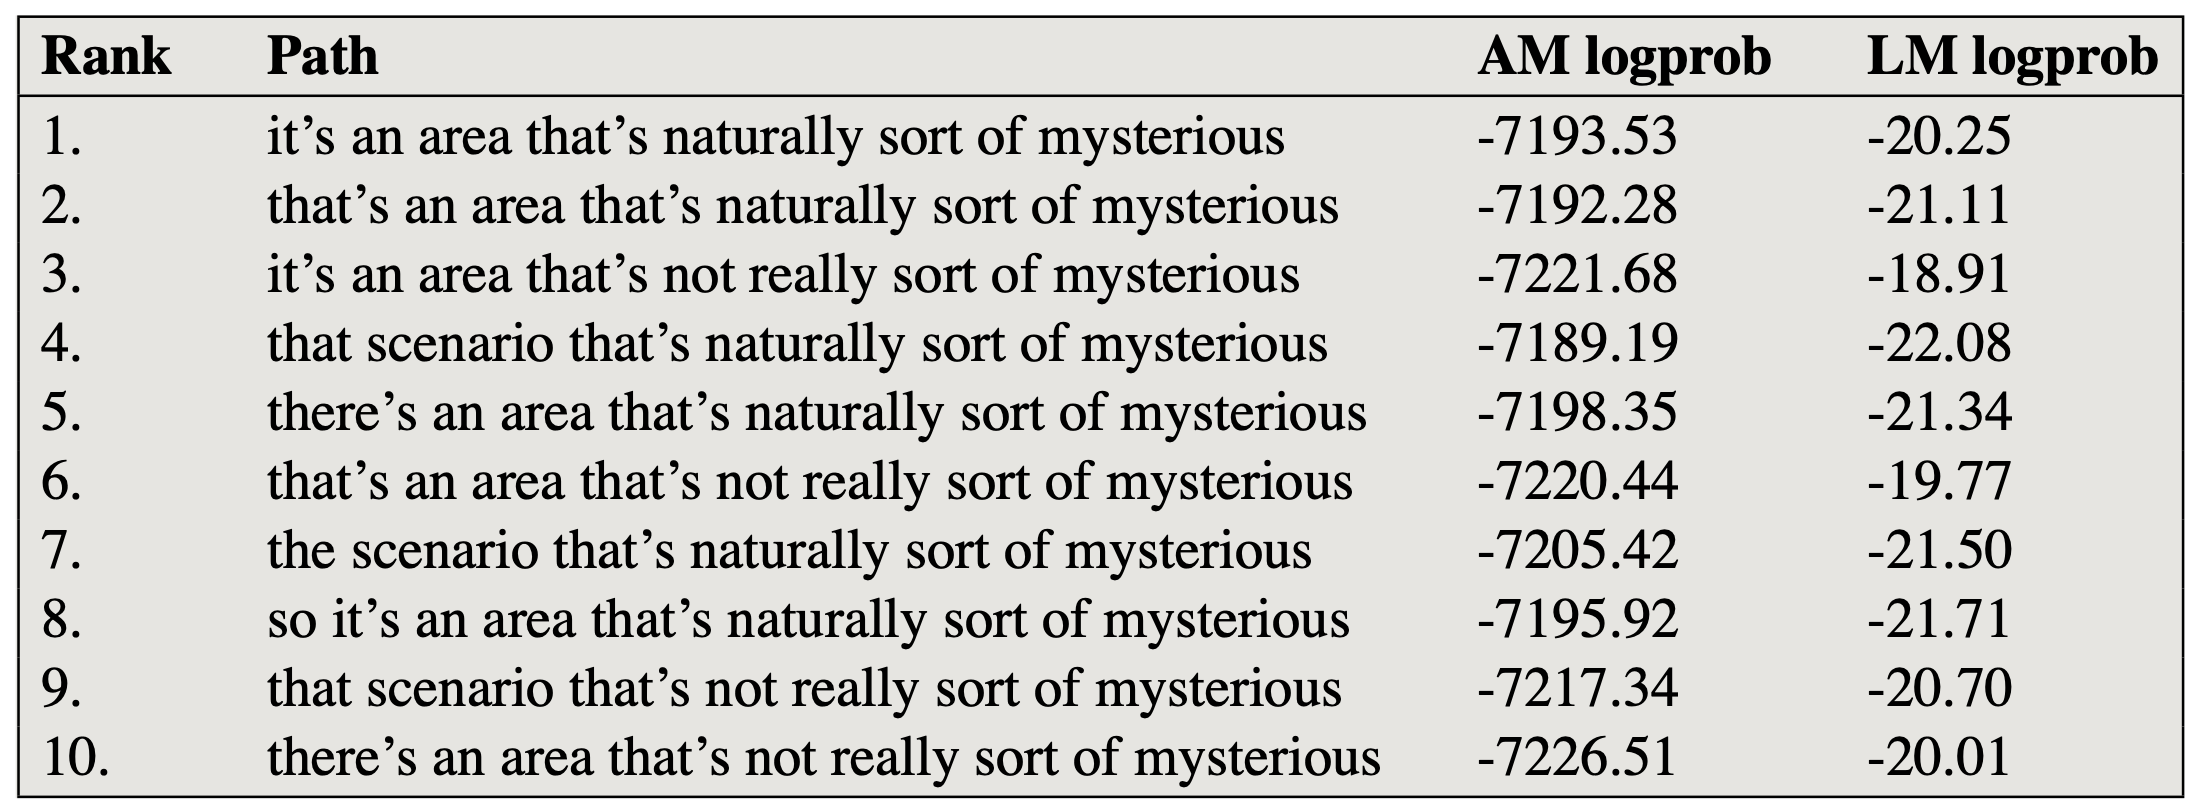 Rank Path AM logprob LM logprob
1. it’s an area that’s naturally sort of mysterious -7193.53 -20.25
2. that’s an area that’s naturally sort of mysterious -7192.28 -21.11
3. it’s an area that’s not really sort of mysterious -7221.68 -18.91
4. that scenario that’s naturally sort of mysterious -7189.19 -22.08
5. there’s an area that’s naturally sort of mysterious -7198.35 -21.34
6. that’s an area that’s not really sort of mysterious -7220.44 -19.77
7. the scenario that’s naturally sort of mysterious -7205.42 -21.50
8. so it’s an area that’s naturally sort of mysterious -7195.92 -21.71
9. that scenario that’s not really sort of mysterious -7217.34 -20.70
10. there’s an area that’s not really sort of mysterious -7226.51 -20.01